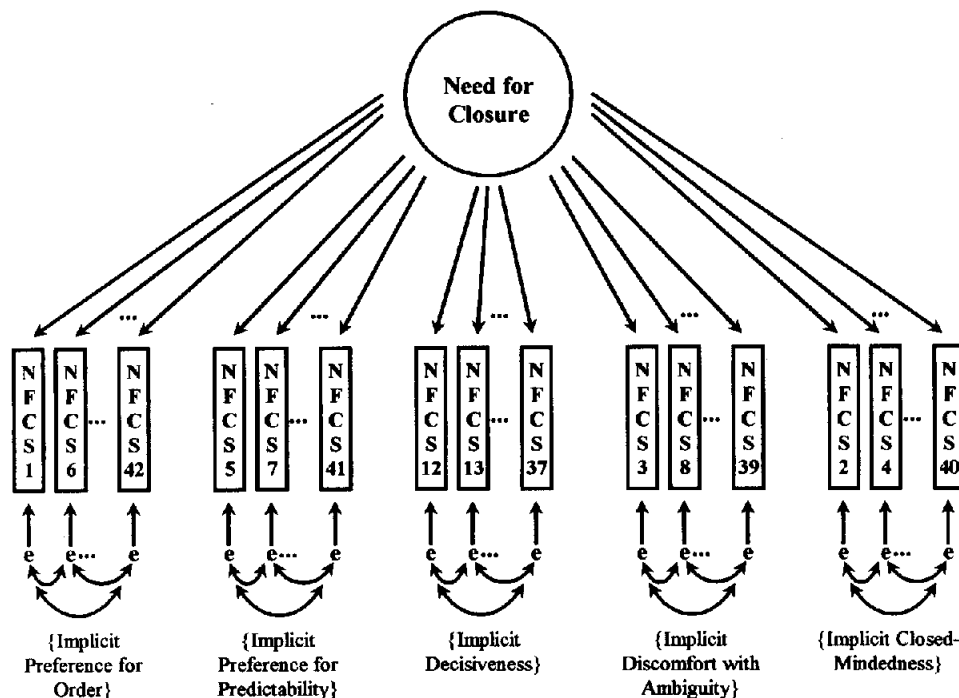 Need for
Closure
... ... ... ... ...
N F C S 1 N F C S 6 ... N F C S 42 N F C S 5 N F C S 7 ... N F C S 41 N F C S 12 N F C S 13 ... N F C S 37 N F C S 3 N F C S 8 ... N F C S 39 N F C S 2 N F C S 4 ... N F C S 40
e e... e e e... e e e... e e e... e e e... e
{Implicit
Preference for
Order}
{Implicit
Preference for
Predictability}
{Implicit
Decisiveness}
{Implicit
Discomfort with
Ambiguity}
{Implicit Closed-
Mindedness}